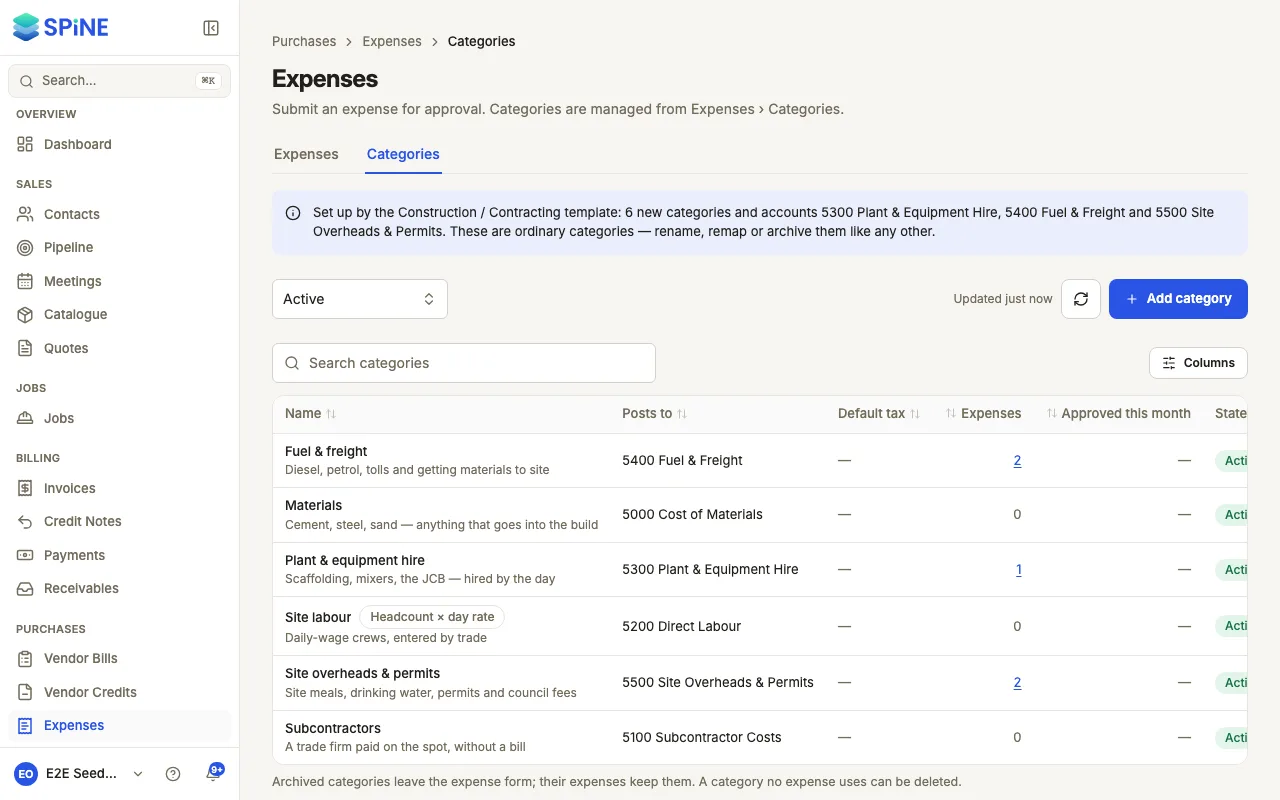 SPiNE
Search...
⌘K
OVERVIEW
Dashboard
SALES
Contacts
Pipeline
Meetings
Catalogue
Quotes
JOBS
Jobs
BILLING
Invoices
Credit Notes
Payments
Receivables
PURCHASES
Vendor Bills
Vendor Credits
Expenses
EO
E2E Seed...
9+
Purchases
Expenses
Categories
Expenses
Submit an expense for approval. Categories are managed from Expenses › Categories.
Expenses
Categories
Set up by the Construction / Contracting template: 6 new categories and accounts 5300 Plant & Equipment Hire, 5400 Fuel & Freight and 5500 Site
Overheads & Permits. These are ordinary categories — rename, remap or archive them like any other.
Active
Updated just now
Add category
Search categories
Columns
Name Posts to Default tax Expenses Approved this month State
Fuel & freight
Diesel, petrol, tolls and getting materials to site
5400 Fuel & Freight — 2 — Acti
Materials
Cement, steel, sand — anything that goes into the build
5000 Cost of Materials — 0 — Acti
Plant & equipment hire
Scaffolding, mixers, the JCB — hired by the day
5300 Plant & Equipment Hire — 1 — Acti
Site labour Headcount × day rate
Daily-wage crews, entered by trade
5200 Direct Labour — 0 — Acti
Site overheads & permits
Site meals, drinking water, permits and council fees
5500 Site Overheads & Permits — 2 — Acti
Subcontractors
A trade firm paid on the spot, without a bill
5100 Subcontractor Costs — 0 — Acti
Archived categories leave the expense form; their expenses keep them. A category no expense uses can be deleted.